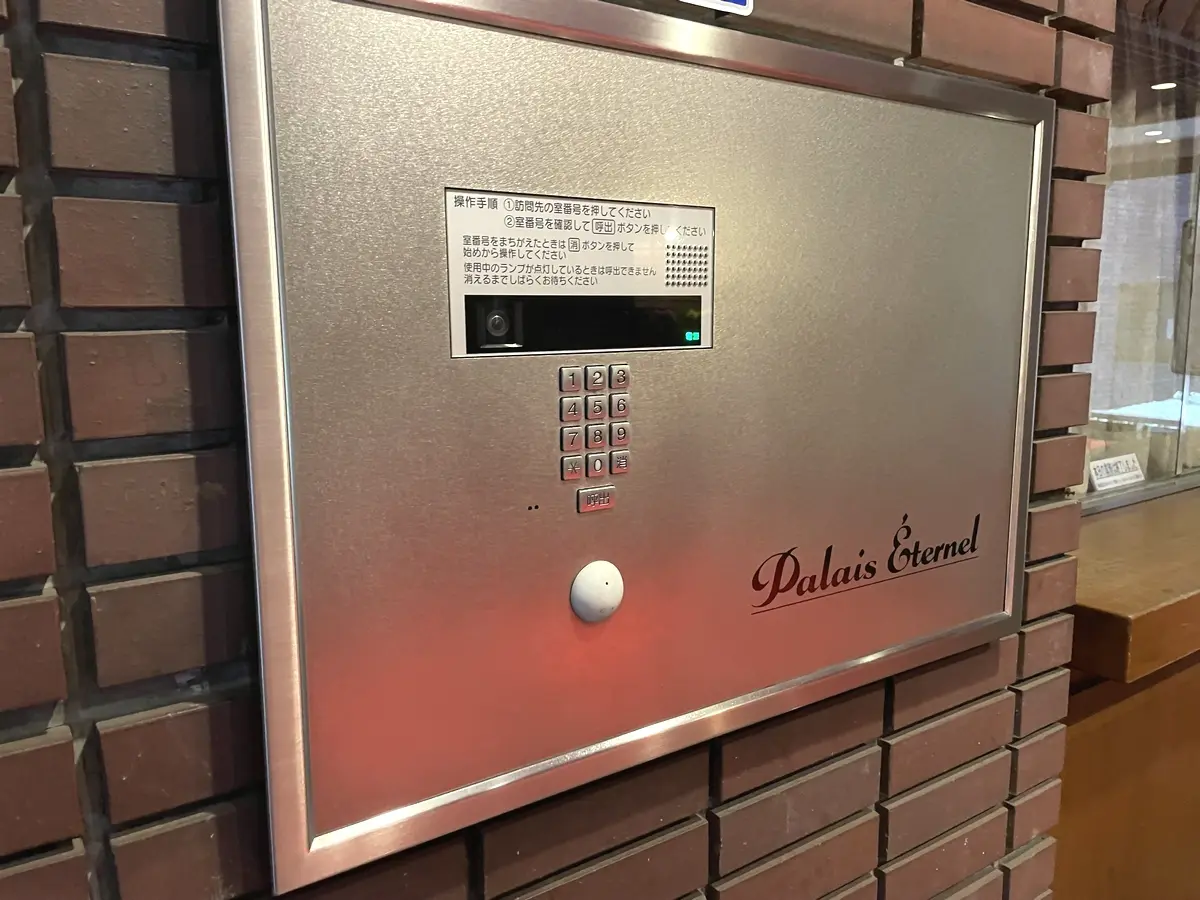 操作手順 ①訪問先の室番号を押してください
②室番号を確認して 呼出 ボタンを押しください
室番号をまちがえたときは 消 ボタンを押して
始めから操作してください
使用中のランプが点灯しているときは呼出できません
消えるまでしばらくお待ちください
1 2 3
4 5 6
7 8 9
* 0 消
呼出
Palais Éternel